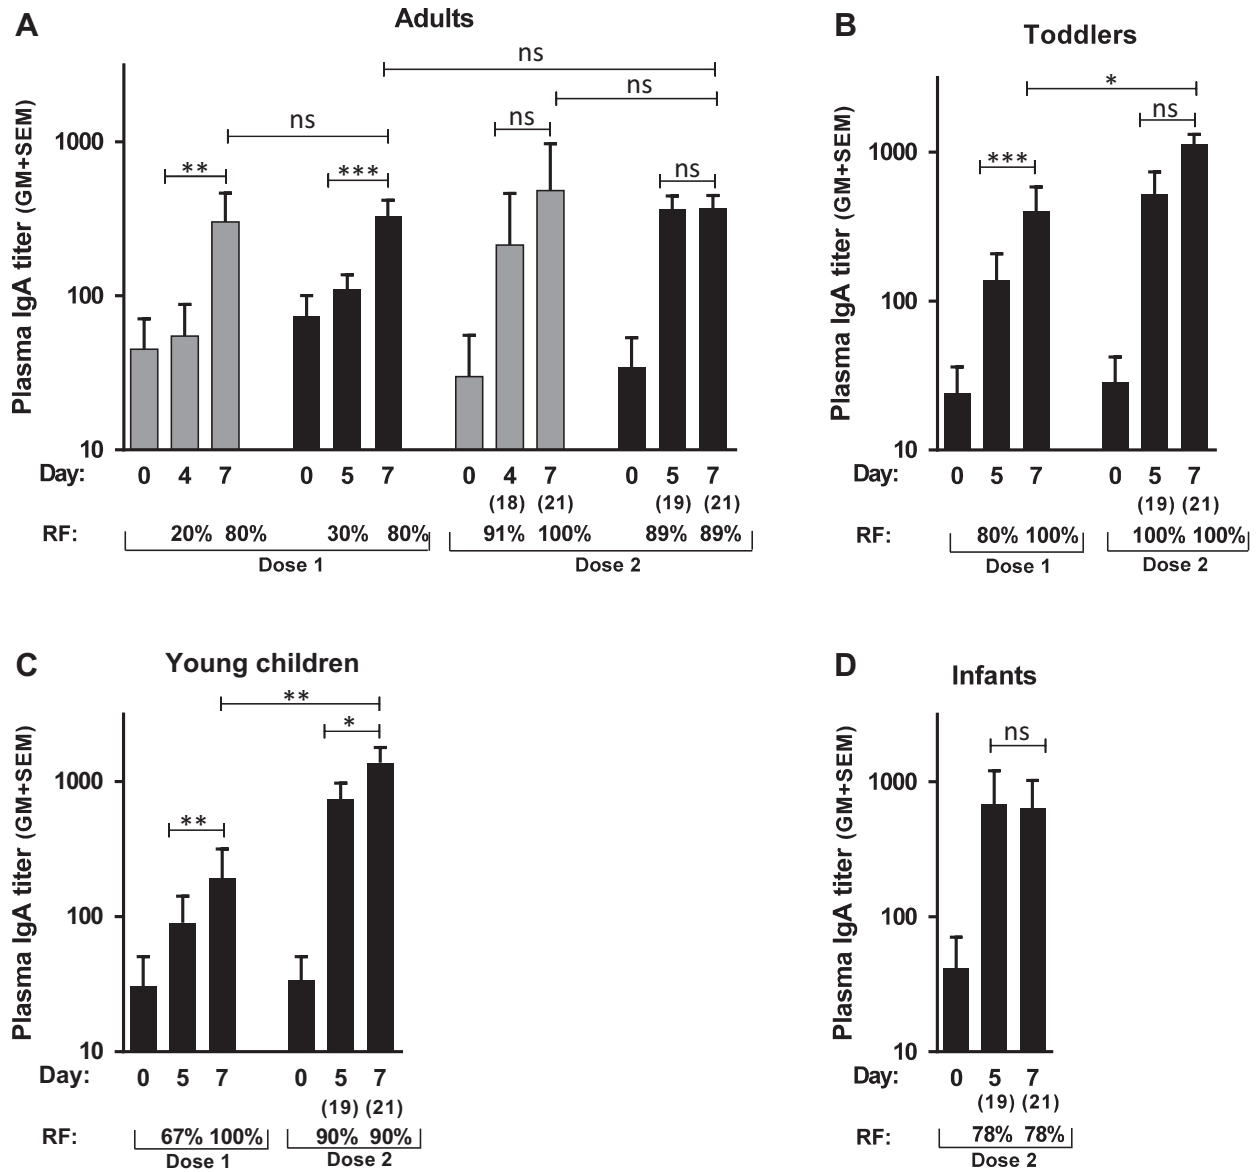 A
Adults
ns
ns
ns
ns
**
***
ns
Plasma IgA titer (GM+SEM)
1000
100
10
Day: 0 4 7 0 5 7 0 4 7 0 5 7
(18) (21) (19) (21)
RF: 20% 80% 30% 80% 91% 100% 89% 89%
Dose 1 Dose 2
B
Toddlers
*
ns
***
Plasma IgA titer (GM+SEM)
1000
100
10
Day: 0 5 7 0 5 7
(19) (21)
RF: 80% 100% 100% 100%
Dose 1 Dose 2
C
Young children
**
*
**
Plasma IgA titer (GM+SEM)
1000
100
10
Day: 0 5 7 0 5 7
(19) (21)
RF: 67% 100% 90% 90%
Dose 1 Dose 2
D
Infants
ns
Plasma IgA titer (GM+SEM)
1000
100
10
Day: 0 5 7
(19) (21)
RF: 78% 78%
Dose 2